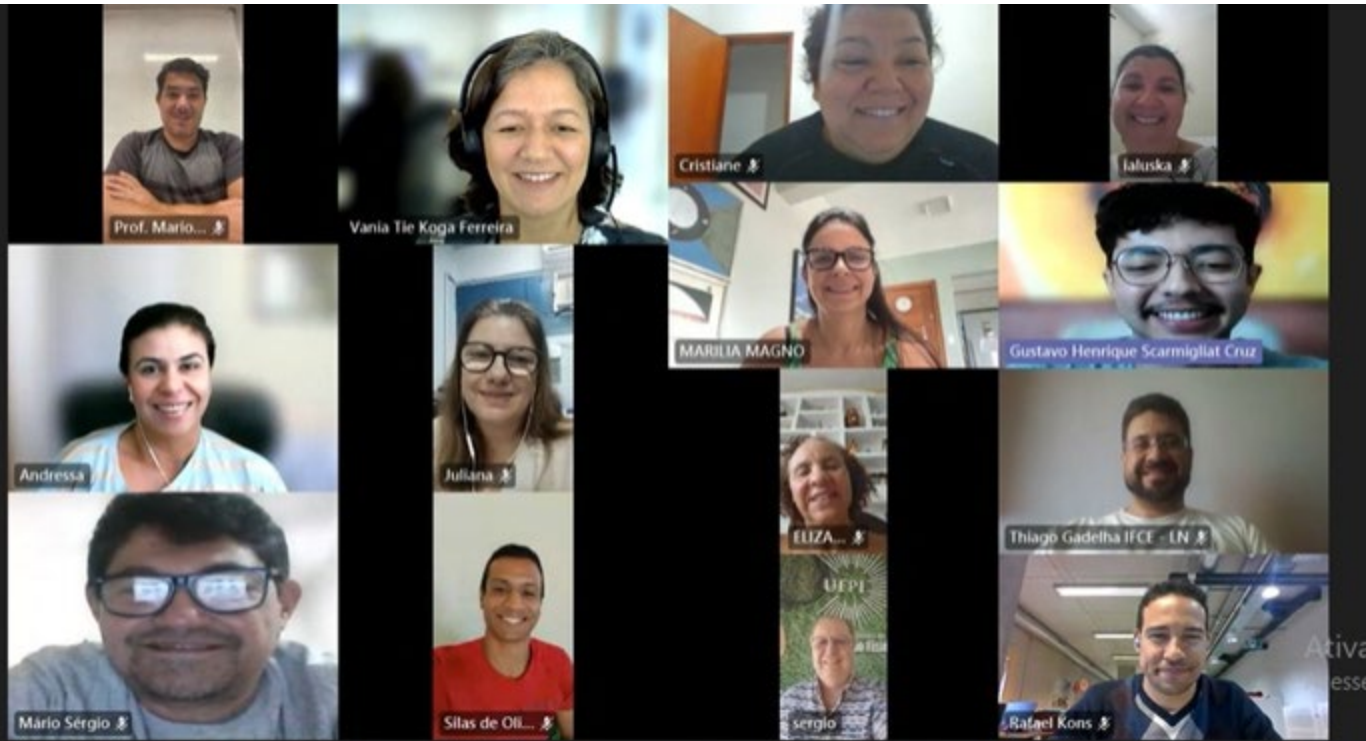 Prof. Mario...
Vania Tie Koga Ferreira
Cristiane
ialuska
MARILIA MAGNO
Gustavo Henrique Scarmigliat Cruz
Andressa
Juliana
ELIZA...
Thiago Gadelha IFCE - LN
UFPI
Mário Sérgio
Silas de Oli...
sergio
Rafael Kons
Ativa
esse